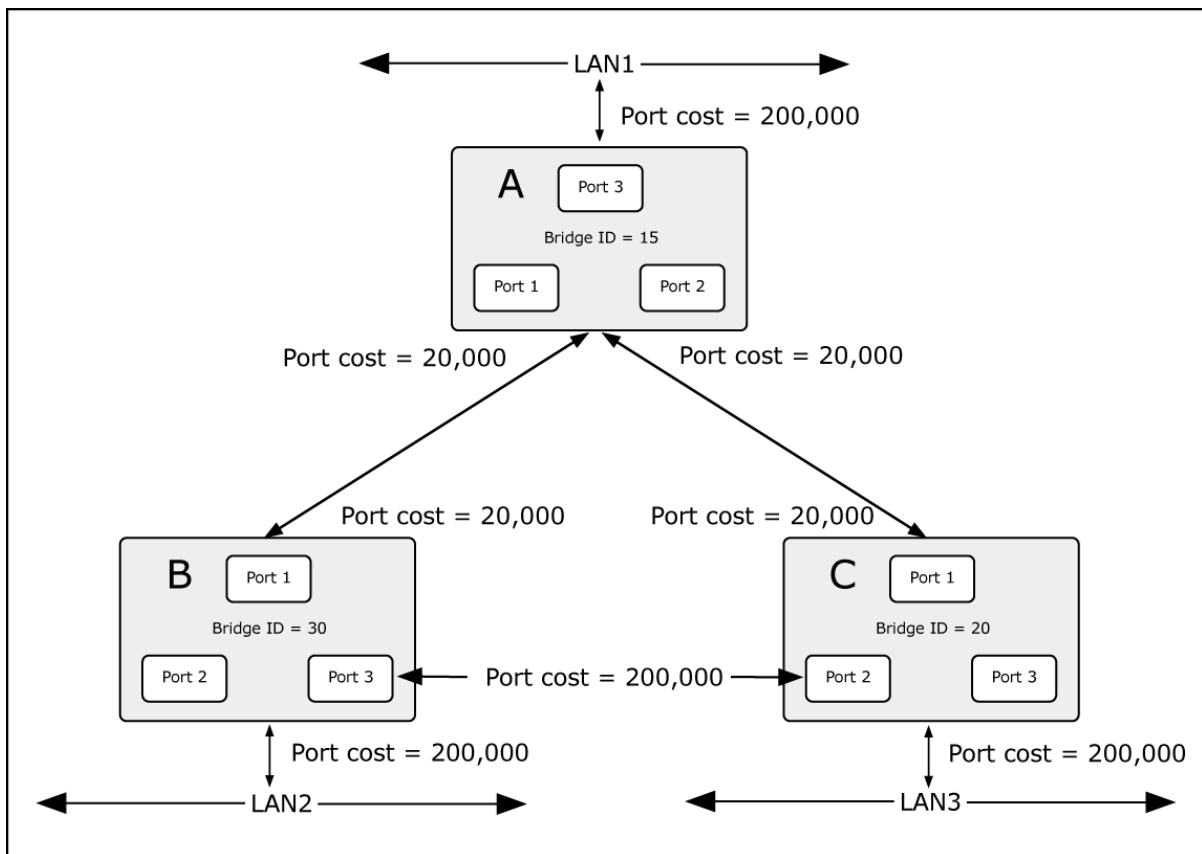 LAN1
Port cost = 200,000
A
Port 3
Bridge ID = 15
Port 1
Port 2
Port cost = 20,000
Port cost = 20,000
Port cost = 20,000
Port cost = 20,000
B
Port 1
Bridge ID = 30
Port 2
Port 3
Port cost = 200,000
C
Port 1
Bridge ID = 20
Port 2
Port 3
Port cost = 200,000
LAN2
Port cost = 200,000
LAN3